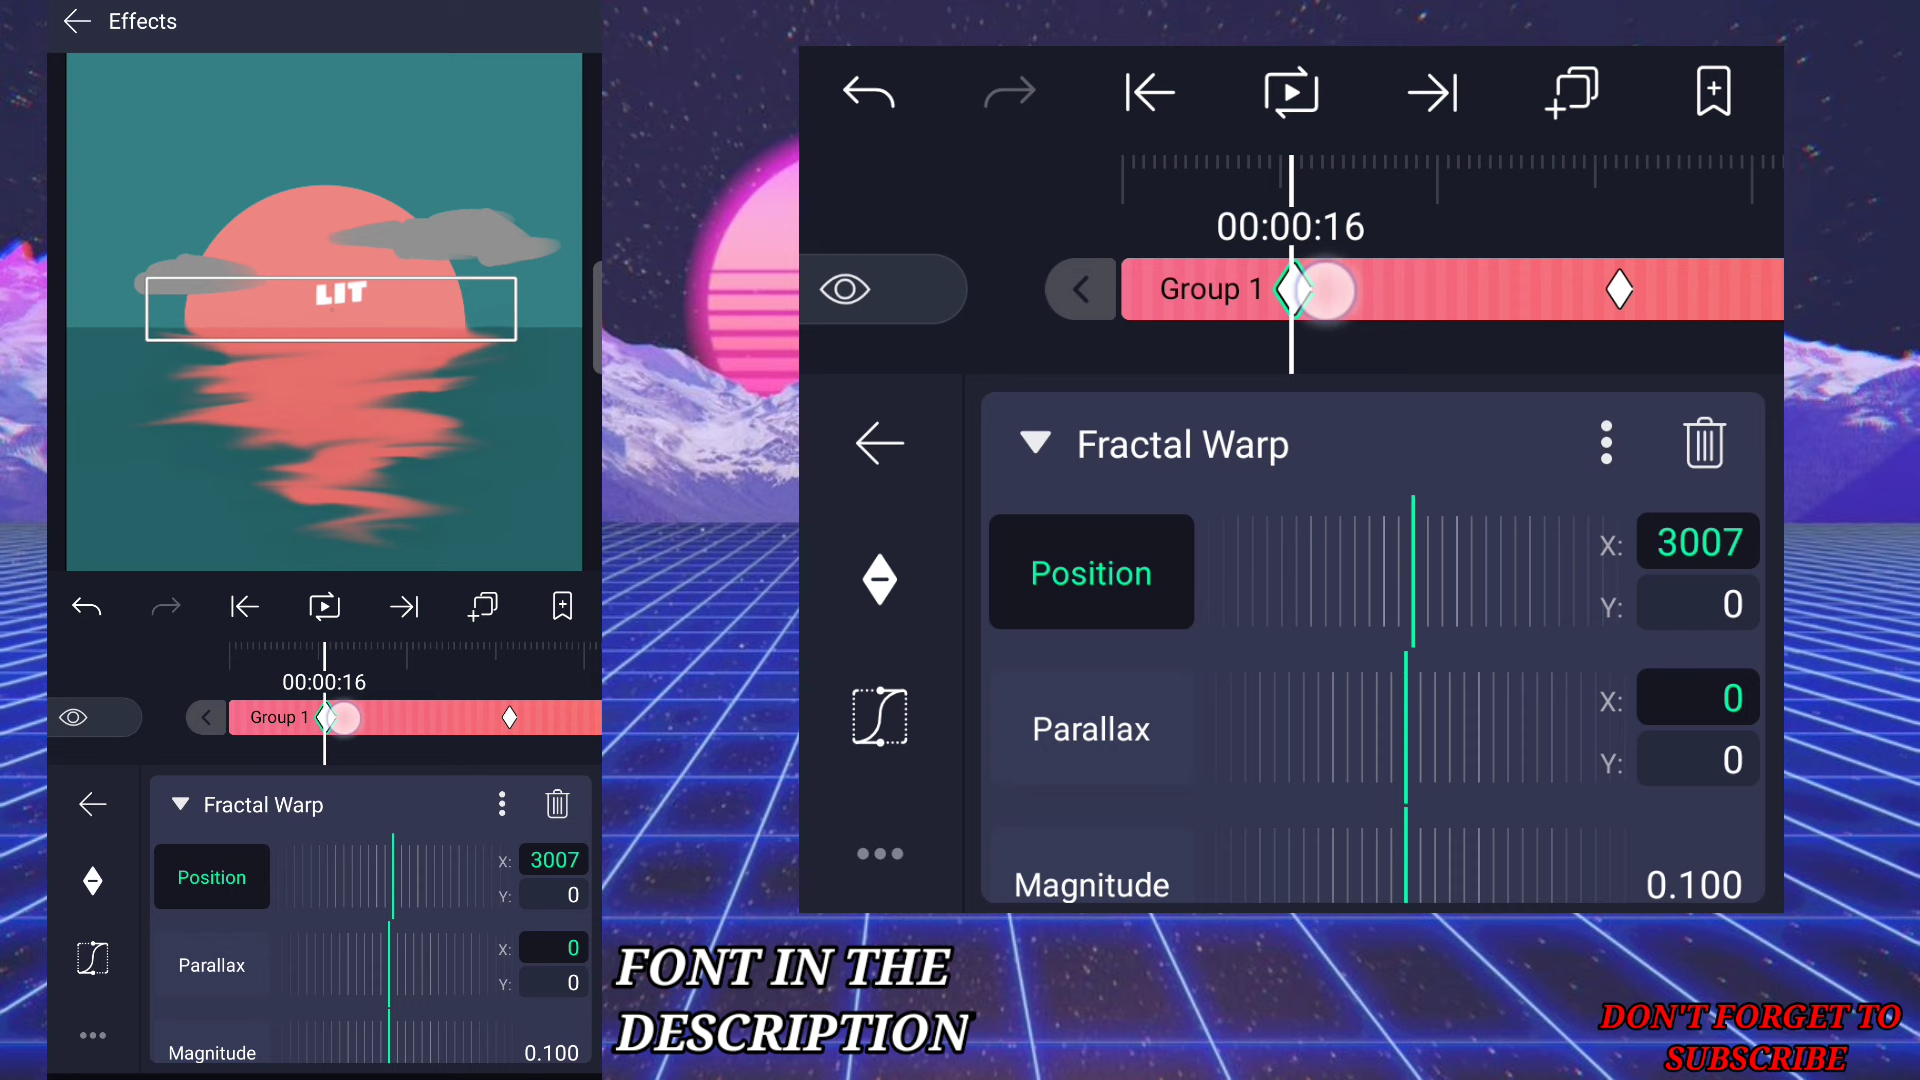 Effects
LIT
00:00:16
Group 1
Fractal Warp
Position
X: 3007
Y: 0
Parallax
X: 0
Y: 0
Magnitude 0.100
00:00:16
Group 1
Fractal Warp
Position
X: 3007
Y: 0
Parallax
X: 0
Y: 0
Magnitude 0.100
FONT IN THE
DESCRIPTION
DON'T FORGET TO
SUBSCRIBE